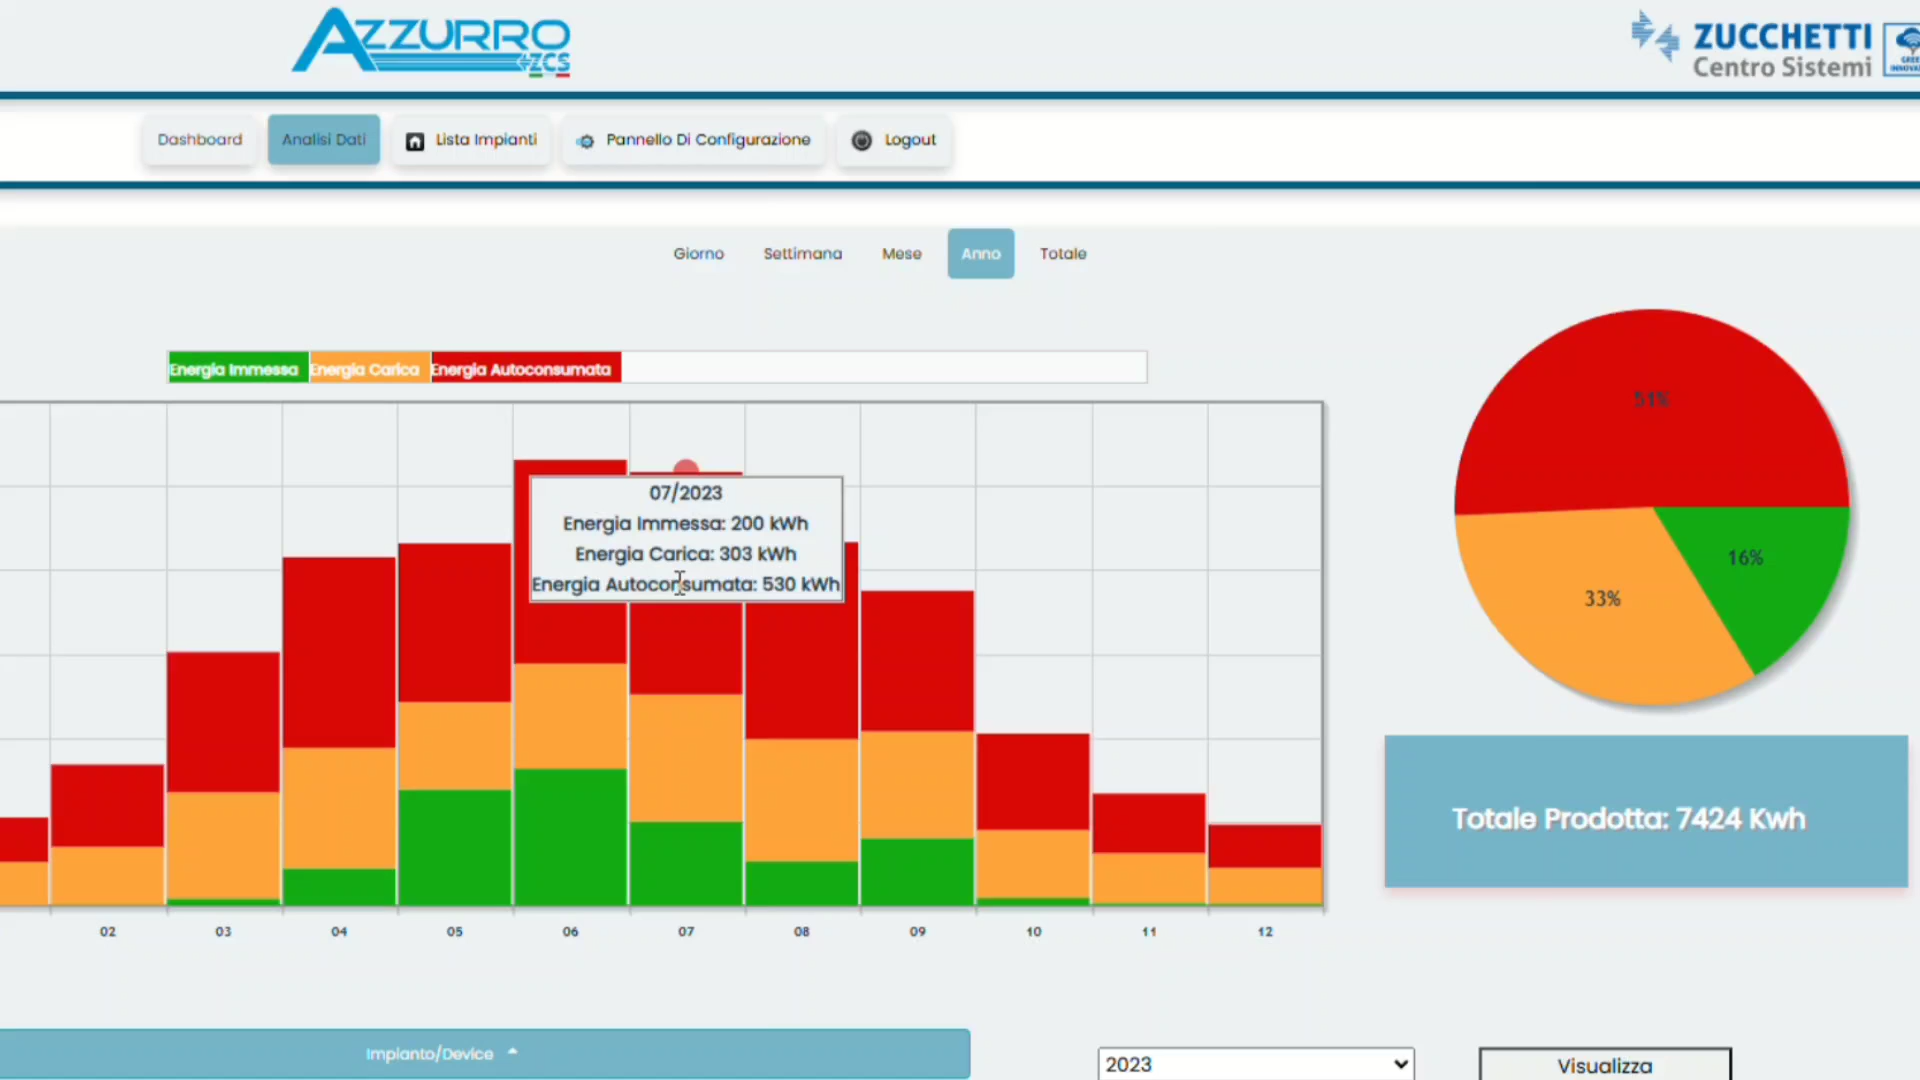 AZZURRO
ZCS
ZUCCHETTI
Centro Sistemi
GREEN
INNOVA
Dashboard
Analisi Dati
Lista Impianti
Pannello Di Configurazione
Logout
Giorno
Settimana
Mese
Anno
Totale
Energia Immessa
Energia Carica
Energia Autoconsumata
07/2023
Energia Immessa: 200 kWh
Energia Carica: 303 kWh
Energia Autoconsumata: 530 kWh
51%
16%
33%
Totale Prodotta: 7424 Kwh
02
03
04
05
06
07
08
09
10
11
12
Impianto/Device
2023
Visualizza